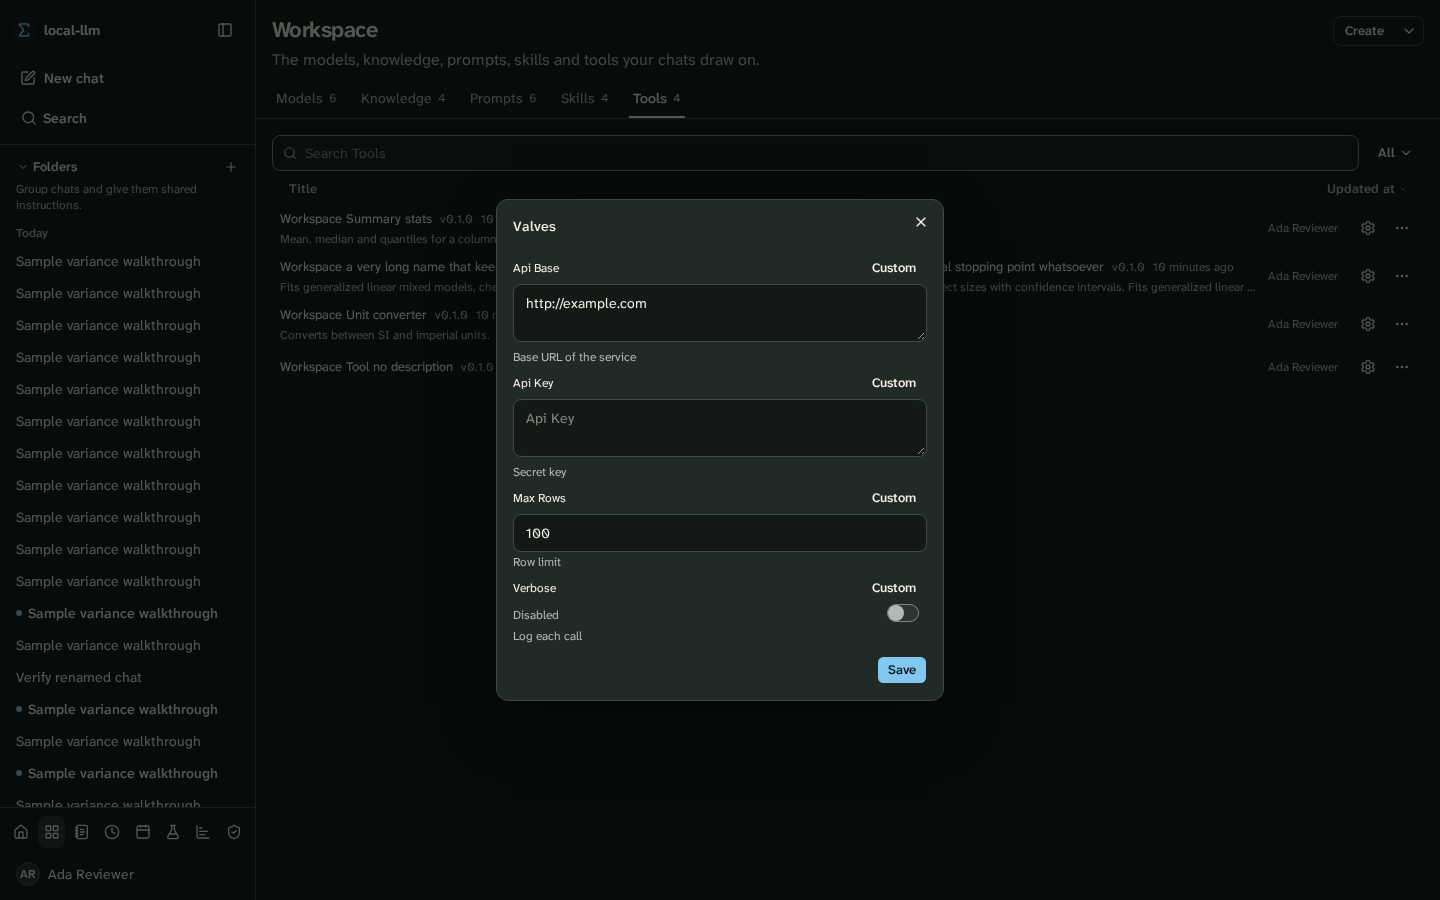 local-llm
New chat
Search
Folders
Group chats and give them shared
instructions.
Today
Sample variance walkthrough
Sample variance walkthrough
Sample variance walkthrough
Sample variance walkthrough
Sample variance walkthrough
Sample variance walkthrough
Sample variance walkthrough
Sample variance walkthrough
Sample variance walkthrough
Sample variance walkthrough
Sample variance walkthrough
Sample variance walkthrough
Sample variance walkthrough
Verify renamed chat
Sample variance walkthrough
Sample variance walkthrough
Sample variance walkthrough
Sample variance walkthrough
AR Ada Reviewer
Workspace
Create
The models, knowledge, prompts, skills and tools your chats draw on.
Models 6 Knowledge 4 Prompts 6 Skills 4 Tools 4
Search Tools
All
Title Updated at
Workspace Summary stats v0.1.0 10
Mean, median and quantiles for a column
Ada Reviewer
Workspace a very long name that kee
al stopping point whatsoever v0.1.0 10 minutes ago
Fits generalized linear mixed models, che
ect sizes with confidence intervals. Fits generalized linear ...
Ada Reviewer
Workspace Unit converter v0.1.0 10
Converts between SI and imperial units.
Ada Reviewer
Workspace Tool no description v0.1.0
Ada Reviewer
Valves
Api Base Custom
http://example.com
Base URL of the service
Api Key Custom
Api Key
Secret key
Max Rows Custom
100
Row limit
Verbose Custom
Disabled
Log each call
Save